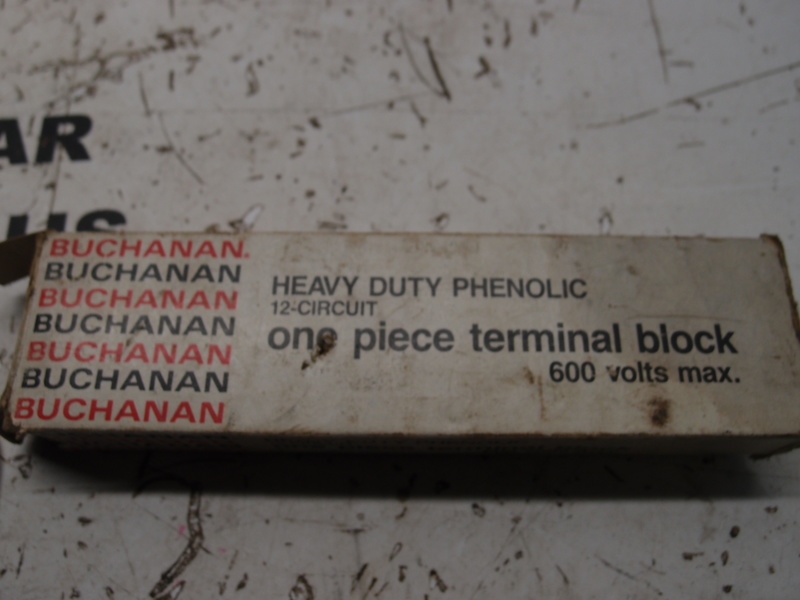 AR
US
BUCHANAN.
BUCHANAN
BUCHANAN
BUCHANAN
BUCHANAN
BUCHANAN
BUCHANAN
HEAVY DUTY PHENOLIC
12-CIRCUIT
one piece terminal block
600 volts max.